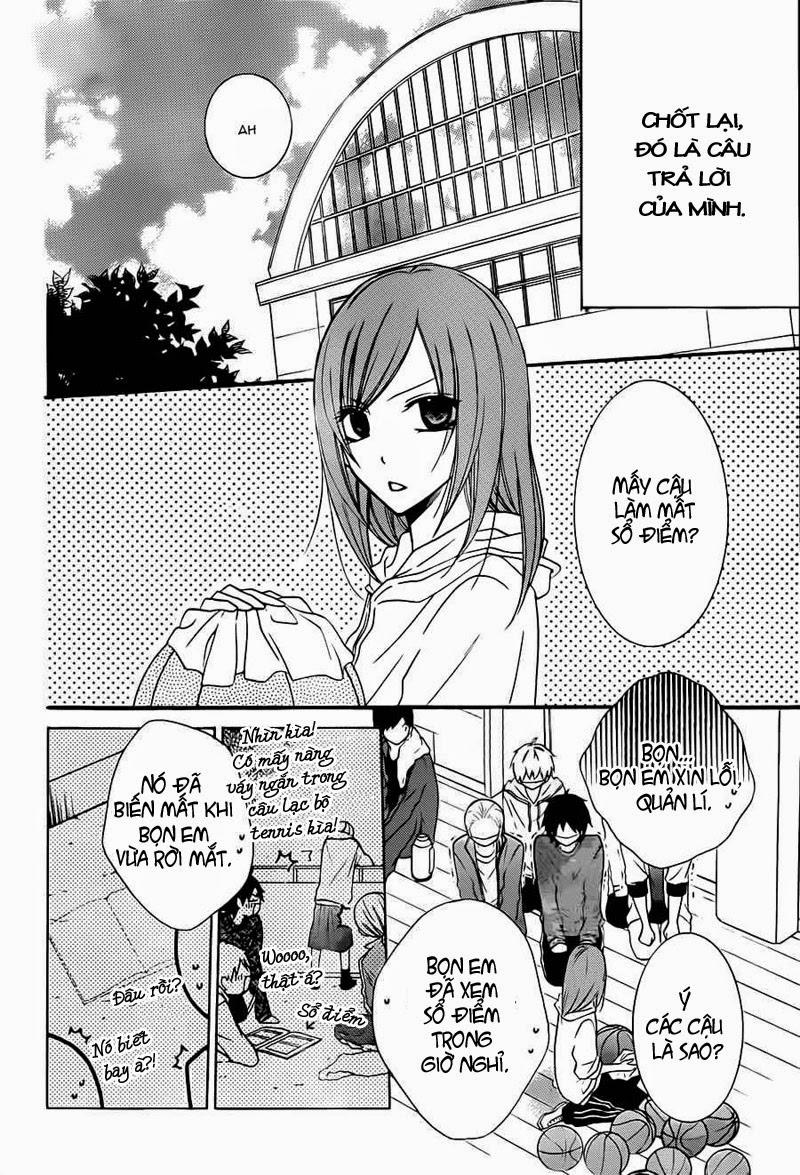 CHỐT LẠI,
ĐÓ LÀ CÂU
TRẢ LỜI
CỦA MÌNH.
AH
MẤY CẬU
LÀM MẤT
SỔ ĐIỂM?
BỌN...
BỌN EM XIN LỖI,
QUẢN LÍ.
Ý
CÁC CẬU
LÀ SAO?
BỌN EM
ĐÃ XEM
SỔ ĐIỂM
TRONG
GIỜ NGHỈ.
NÓ ĐÃ
BIẾN MẤT KHI
BỌN EM
VỪA RỜI MẮT.
Nhìn kìa!
Có mấy nàng
váy ngắn trong
câu lạc bộ
tennis kìa!
Woooo,
thật á?
Sổ điểm
Đâu rồi?
Nó biết
bay à?!